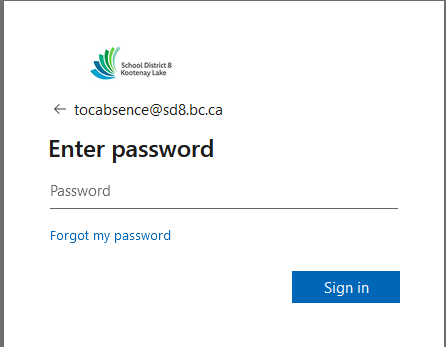 School District 8
Kootenay Lake
tocabsence@sd8.bc.ca
Enter password
Password
Forgot my password
Sign in